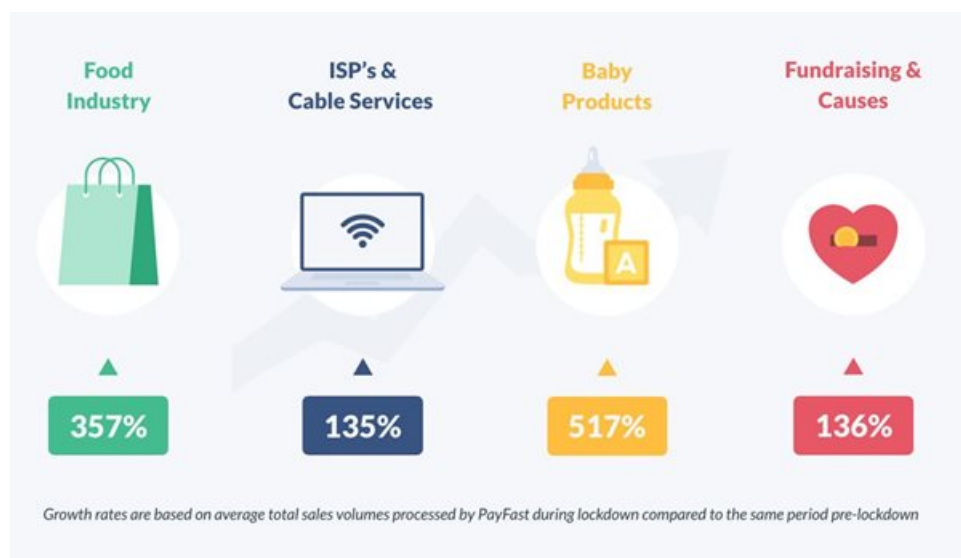 Food
Industry
ISP's &
Cable Services
Baby
Products
Fundraising &
Causes
A
357%
135%
517%
136%
Growth rates are based on average total sales volumes processed by PayFast during lockdown compared to the same period pre-lockdown